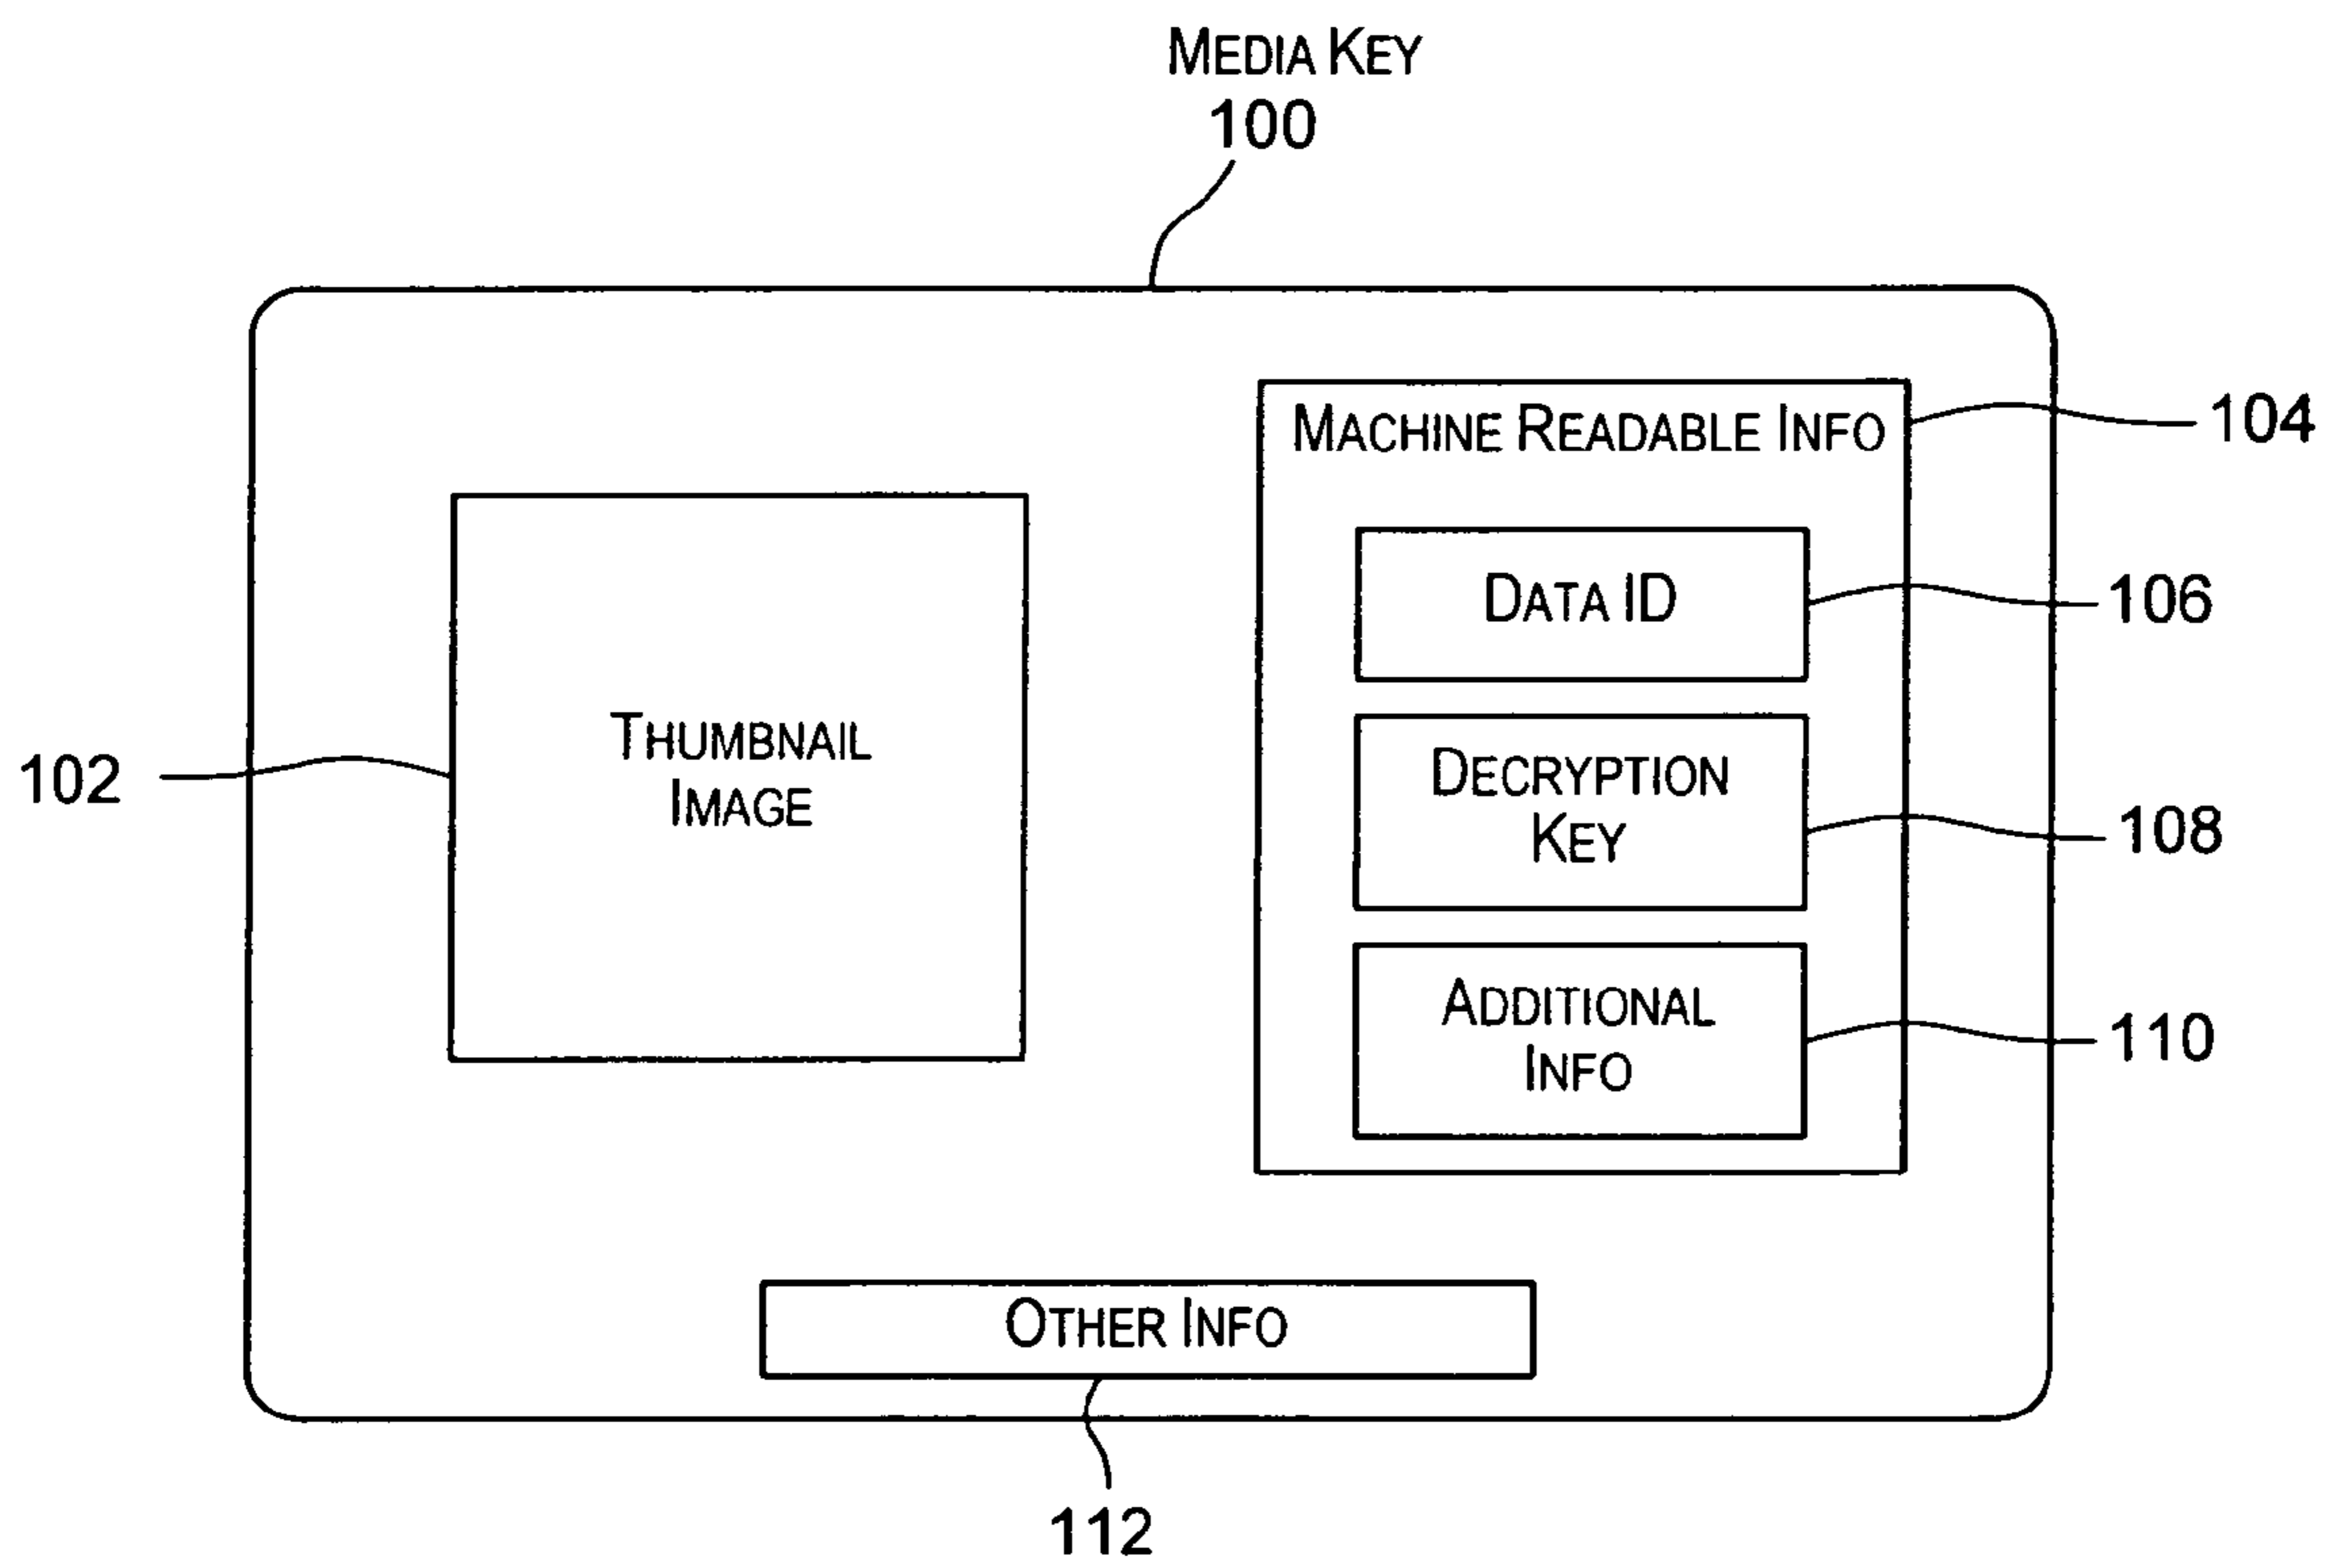 MEDIA KEY
100
MACHINE READABLE INFO
104
DATA ID
106
THUMBNAIL
IMAGE
102
DECRYPTION
KEY
108
ADDITIONAL
INFO
110
OTHER INFO
112